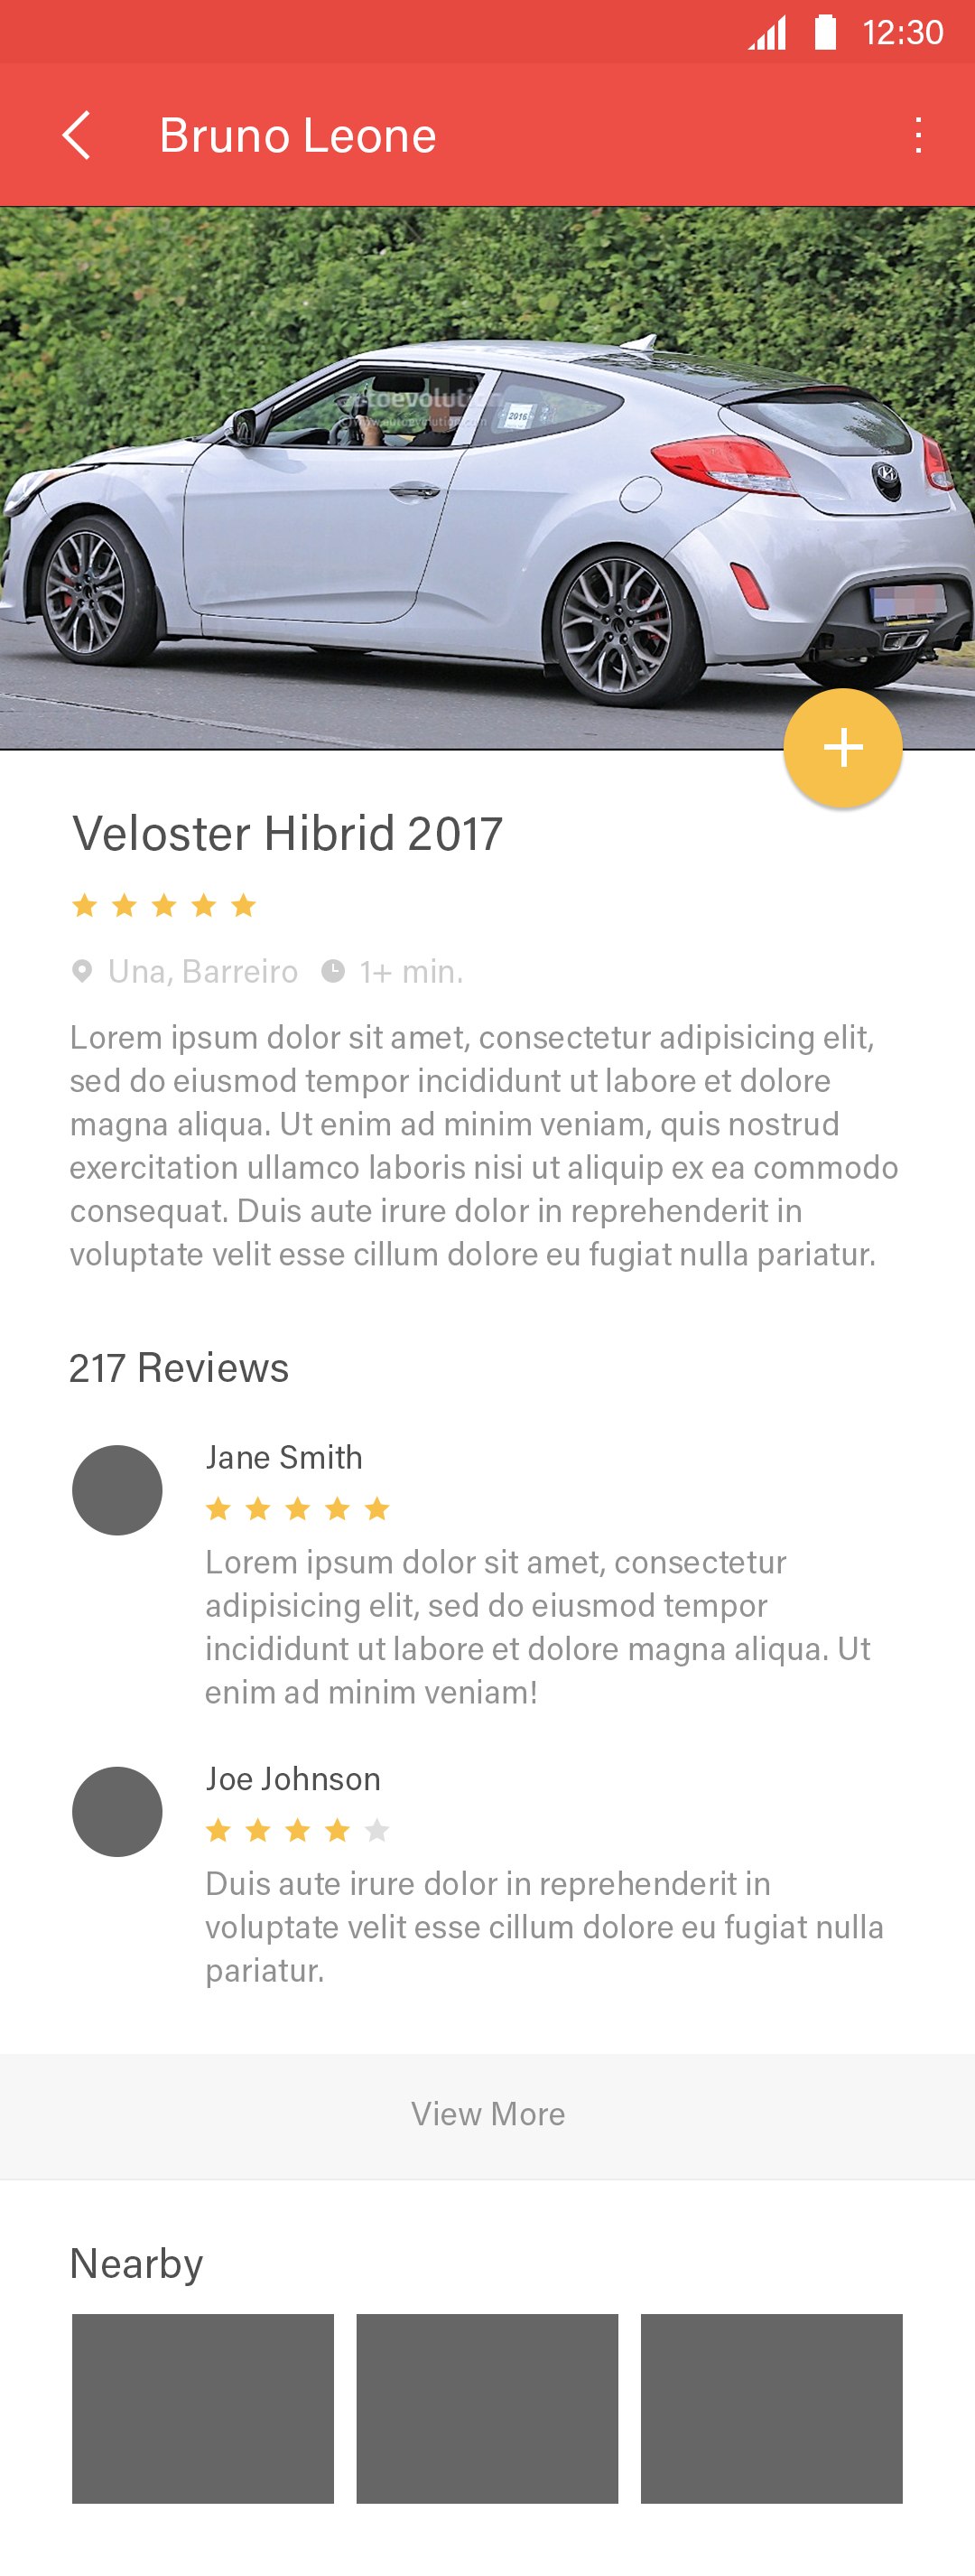 12:30
Bruno Leone
2016
Veloster Hibrid 2017
Una, Barreiro 1+ min.
Lorem ipsum dolor sit amet, consectetur adipisicing elit,
sed do eiusmod tempor incididunt ut labore et dolore
magna aliqua. Ut enim ad minim veniam, quis nostrud
exercitation ullamco laboris nisi ut aliquip ex ea commodo
consequat. Duis aute irure dolor in reprehenderit in
voluptate velit esse cillum dolore eu fugiat nulla pariatur.
217 Reviews
Jane Smith
Lorem ipsum dolor sit amet, consectetur
adipisicing elit, sed do eiusmod tempor
incididunt ut labore et dolore magna aliqua. Ut
enim ad minim veniam!
Joe Johnson
Duis aute irure dolor in reprehenderit in
voluptate velit esse cillum dolore eu fugiat nulla
pariatur.
View More
Nearby